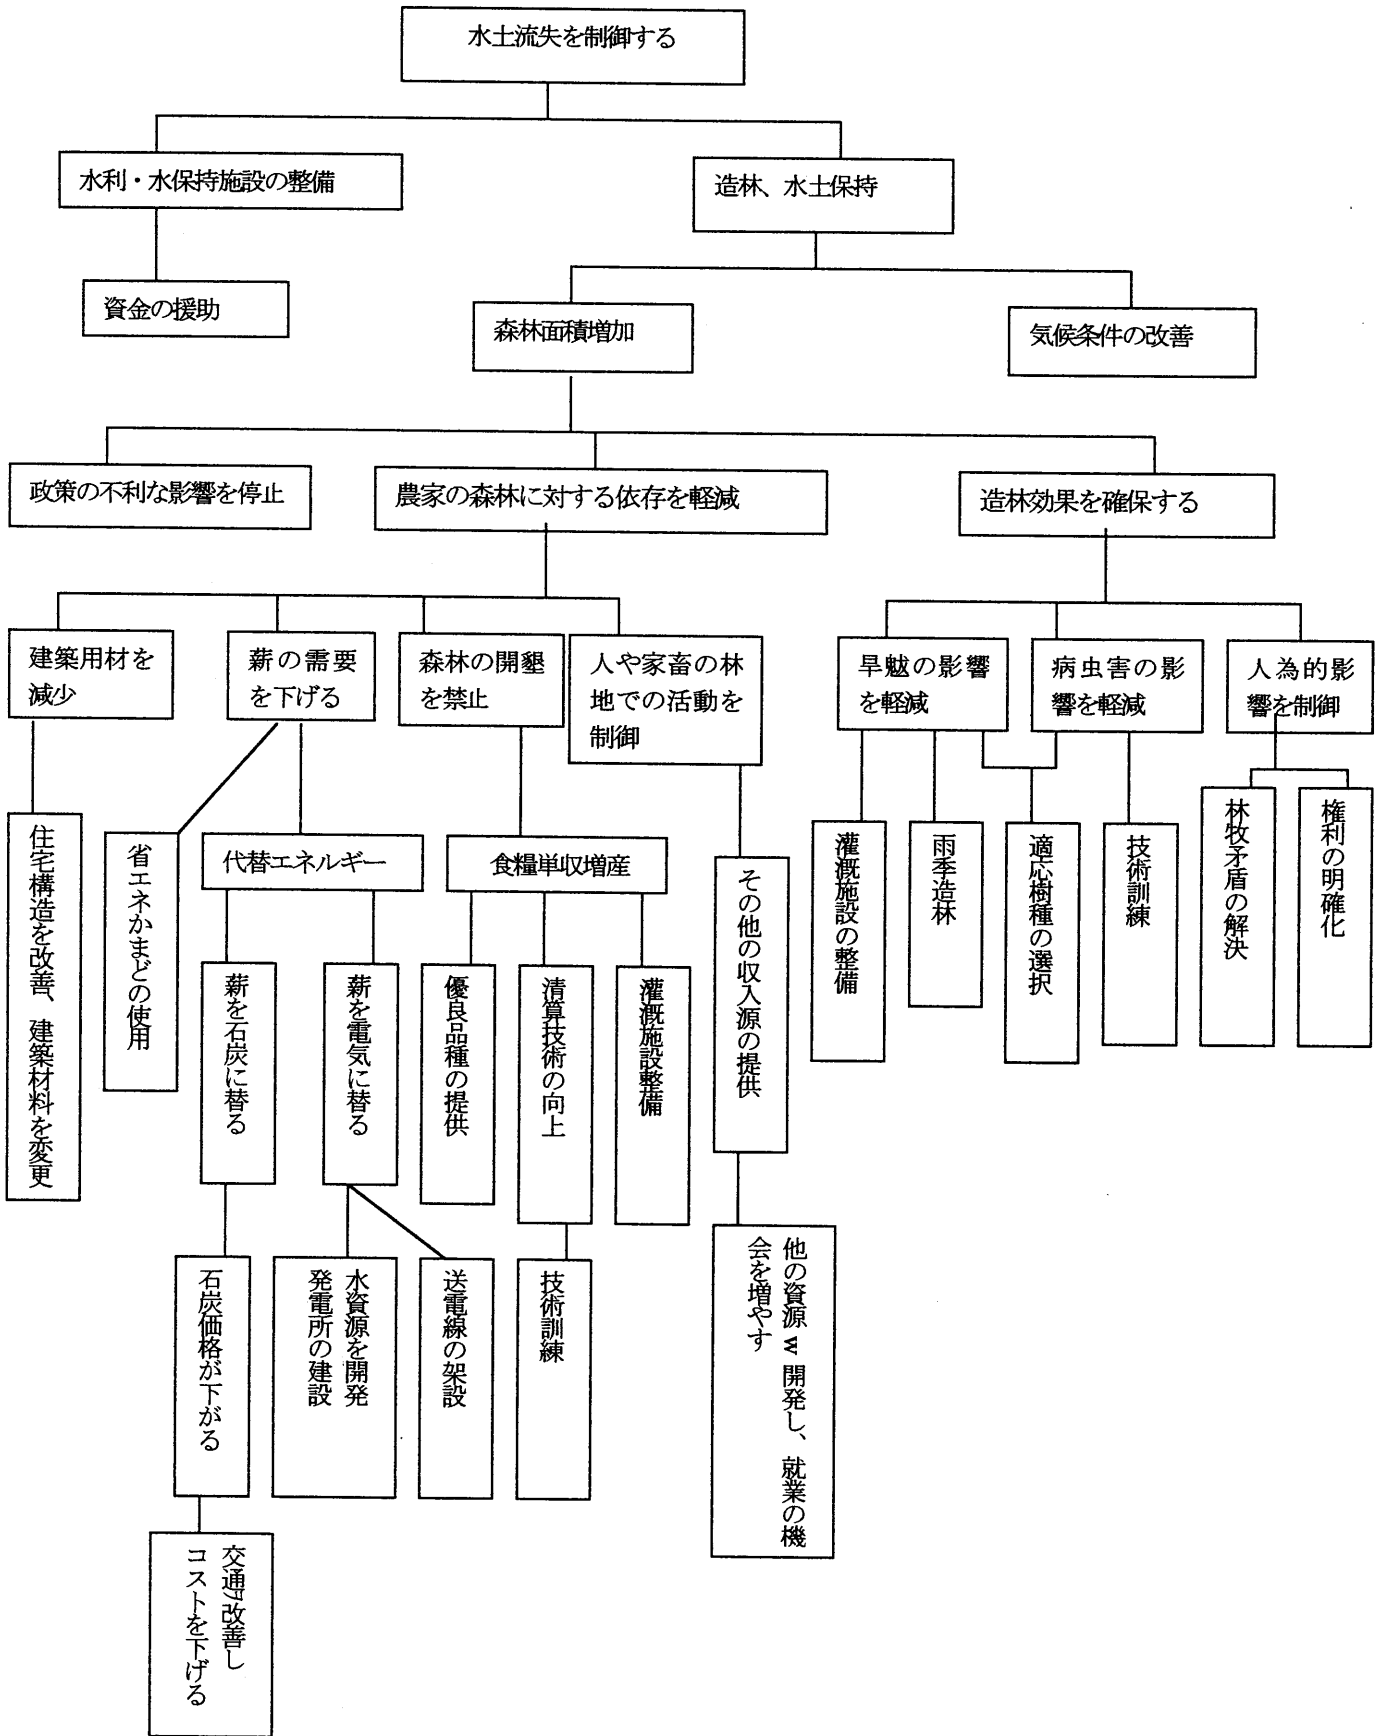 水土流失を制御する
水利・水保持施設の整備
造林、水土保持
資金の援助
森林面積増加
気候条件の改善
政策の不利な影響を停止
農家の森林に対する依存を軽減
造林効果を確保する
建築用材を
減少
薪の需要
を下げる
森林の開墾
を禁止
人や家畜の林
地での活動を
制御
旱魃の影響
を軽減
病虫害の影
響を軽減
人為的影
響を制御
住宅構造を改善、建築材料を変更
省エネかまどの使用
代替エネルギー
食糧単収増産
その他の収入源の提供
灌漑施設の整備
雨季造林
適応樹種の選択
技術訓練
林牧矛盾の解決
権利の明確化
薪を石炭に替る
薪を電気に替る
優良品種の提供
清算技術の向上
灌漑施設整備
石炭価格が下がる
水資源を開発
発電所の建設
送電線の架設
技術訓練
他の資源 w 開発し、就業の機
会を増やす
交通7改善し
コストを下げる